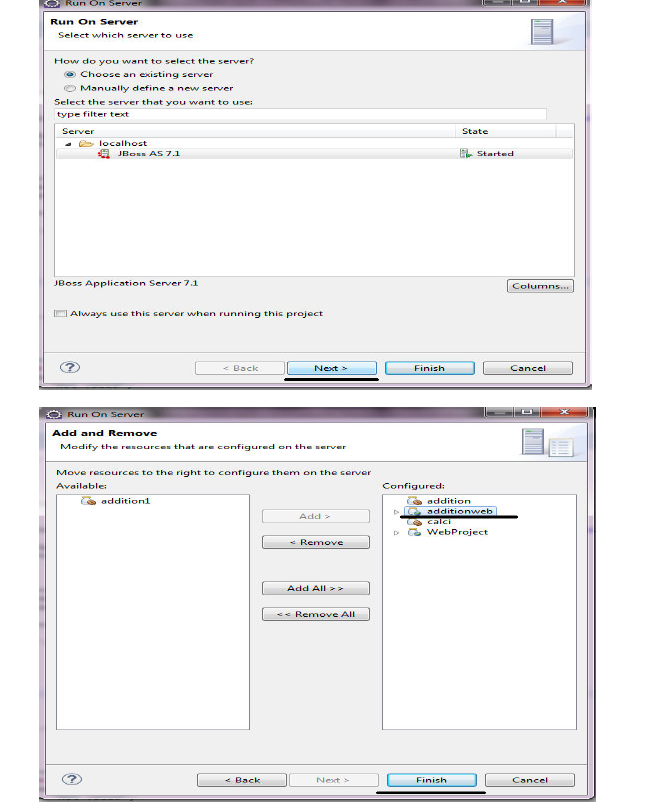 Run On Server
Run On Server
Select which server to use
How do you want to select the server?
Choose an existing server
Manually define a new server
Select the server that you want to use:
type filter text
Server State
localhost
JBoss AS 7.1 Started
JBoss Application Server 7.1
Columns...
Always use this server when running this project
? < Back Next > Finish Cancel
Run On Server
Add and Remove
Modify the resources that are configured on the server
Move resources to the right to configure them on the server
Available: Configured:
addition1 addition
additionweb
Add >
calci
WebProject
< Remove
Add All >>
<< Remove All
? < Back Next > Finish Cancel